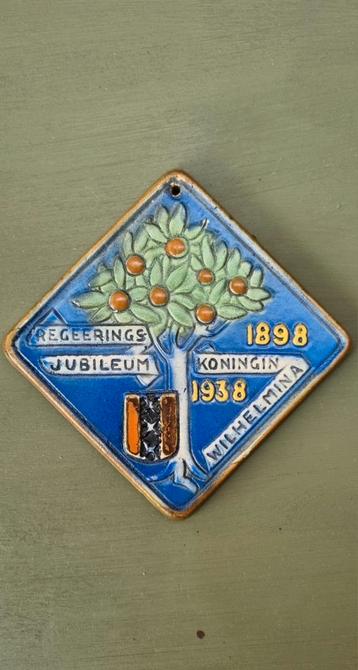 REGEERINGS
JUBILEUM KONINGIN
WILHELMINA
1898
1938